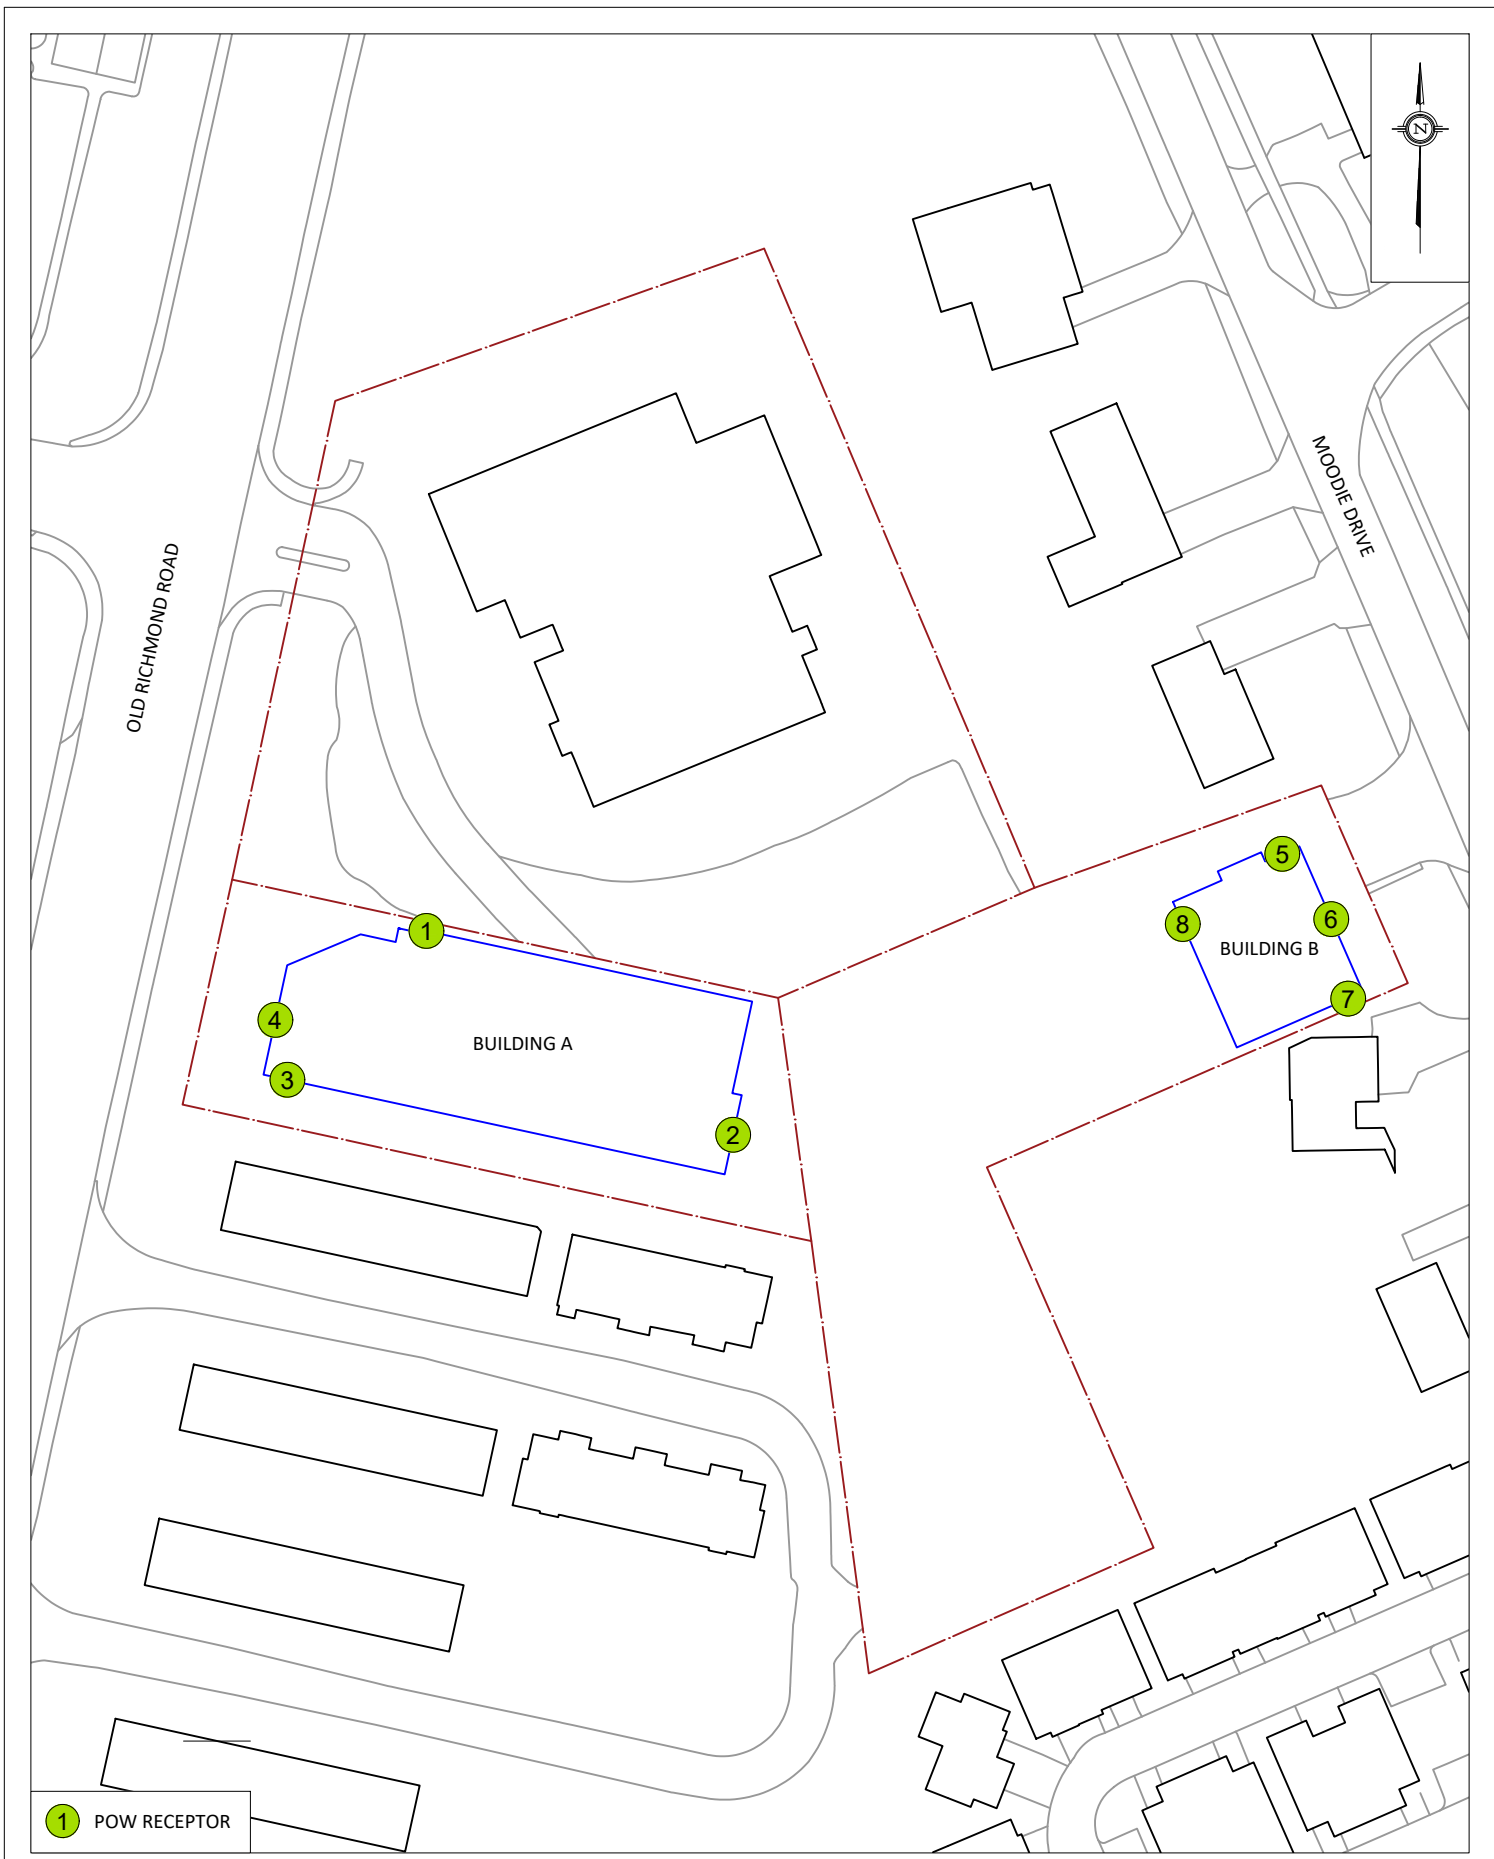 N
MOODIE DRIVE
OLD RICHMOND ROAD
5
6
8
BUILDING B
7
1
4
BUILDING A
3
2
1 POW RECEPTOR